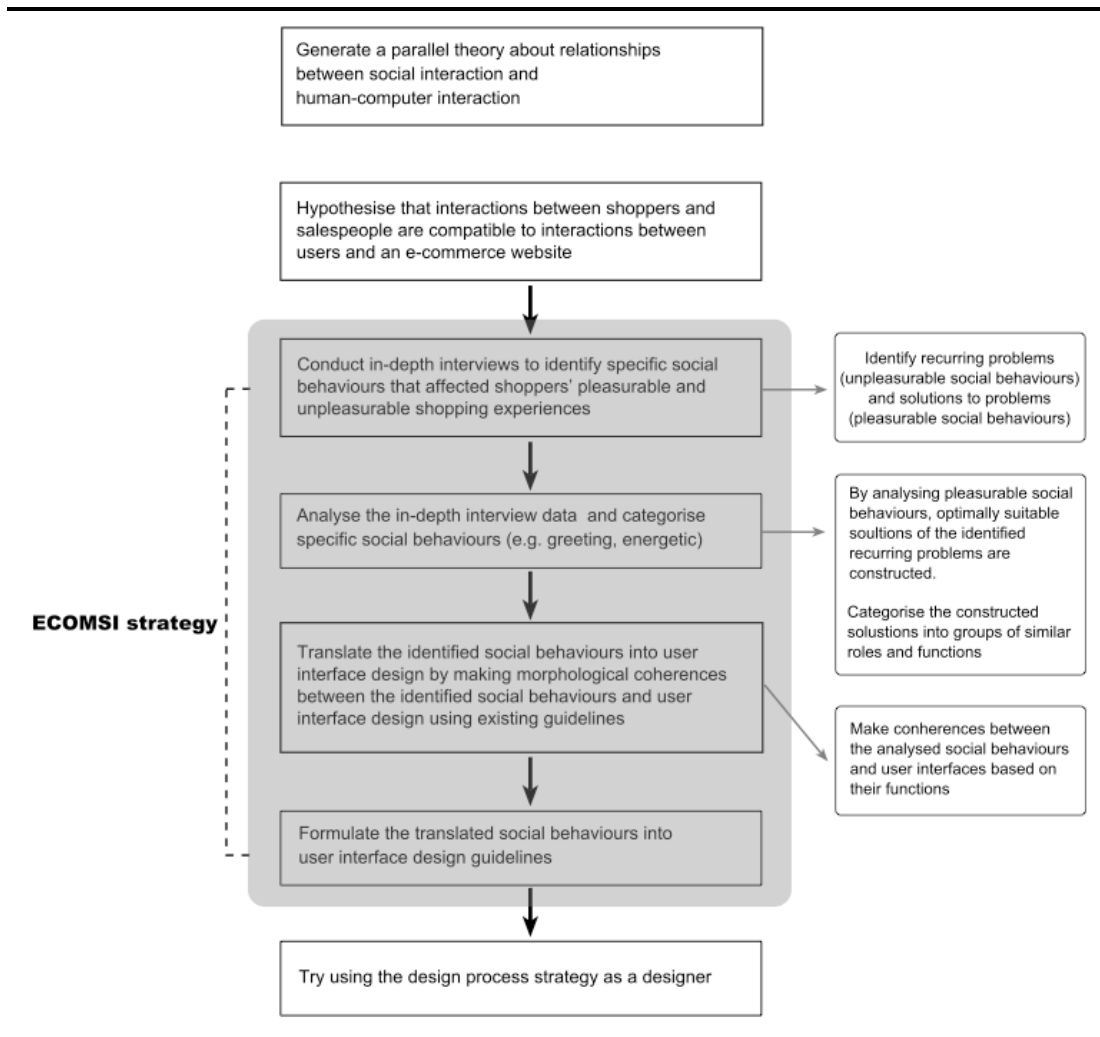 Generate a parallel theory about relationships
between social interaction and
human-computer interaction
Hypothesise that interactions between shoppers and
salespeople are compatible to interactions between
users and an e-commerce website
Conduct in-depth interviews to identify specific social
behaviours that affected shoppers' pleasurable and
unpleasurable shopping experiences
Identify recurring problems
(unpleasurable social behaviours)
and solutions to problems
(pleasurable social behaviours)
Analyse the in-depth interview data and categorise
specific social behaviours (e.g. greeting, energetic)
By analysing pleasurable social
behaviours, optimally suitable
soultions of the identified
recurring problems are
constructed.
Categorise the constructed
solustions into groups of similar
roles and functions
ECOMSI strategy
Translate the identified social behaviours into user
interface design by making morphological coherences
between the identified social behaviours and user
interface design using existing guidelines
Make conherences between
the analysed social behaviours
and user interfaces based on
their functions
Formulate the translated social behaviours into
user interface design guidelines
Try using the design process strategy as a designer